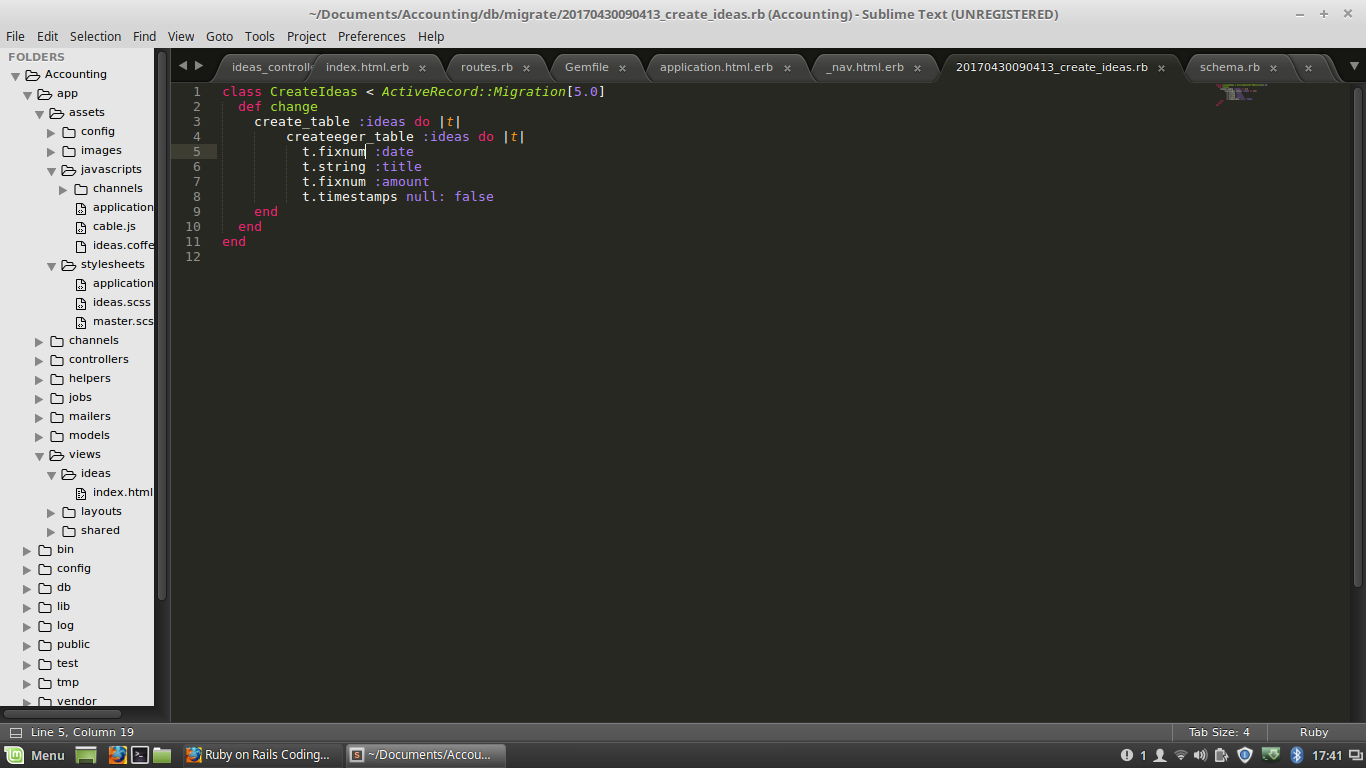 ~/Documents/Accounting/db/migrate/20170430090413_create_ideas.rb (Accounting) - Sublime Text (UNREGISTERED)
File Edit Selection Find View Goto Tools Project Preferences Help
FOLDERS
Accounting
app
assets
config
images
javascripts
channels
application
cable.js
ideas.coffe
stylesheets
application
ideas.scss
master.scs
channels
controllers
helpers
jobs
mailers
models
views
ideas
index.html
layouts
shared
bin
config
db
lib
log
public
test
tmp
vendor
ideas_controll index.html.erb × routes.rb × Gemfile × application.html.erb × _nav.html.erb × 20170430090413_create_ideas.rb × schema.rb × ×
1 class CreateIdeas < ActiveRecord::Migration[5.0]
2 def change
3 create_table :ideas do |t|
4 createeger_table :ideas do |t|
5 t.fixnum :date
6 t.string :title
7 t.fixnum :amount
8 t.timestamps null: false
9 end
10 end
11 end
12
Line 5, Column 19 Tab Size: 4 Ruby
Menu Ruby on Rails Coding... ~/Documents/Accou... 1 17:41